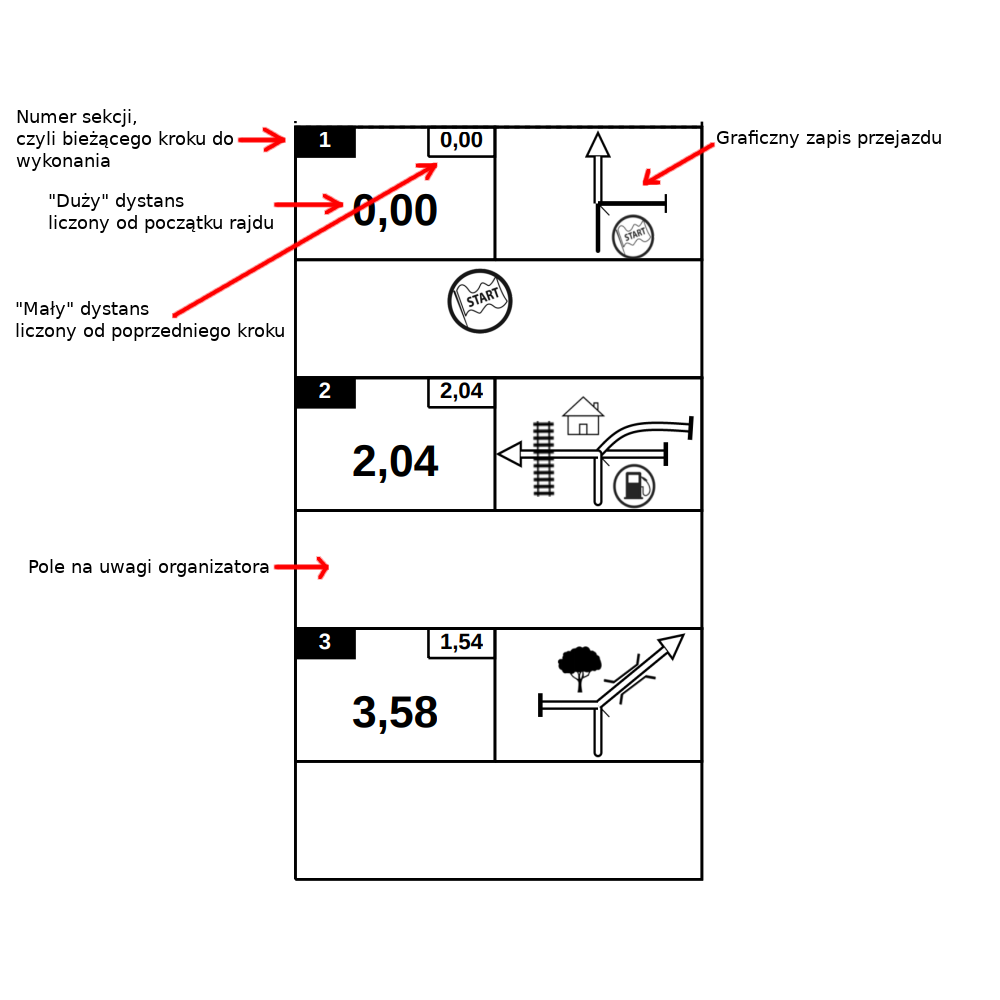 Numer sekcji,
czyli bieżącego kroku do
wykonania
1
0,00
Graficzny zapis przejazdu
"Duży" dystans
liczony od początku rajdu
0,00
START
START
"Mały" dystans
liczony od poprzedniego kroku
2
2,04
2,04
Pole na uwagi organizatora
3
1,54
3,58